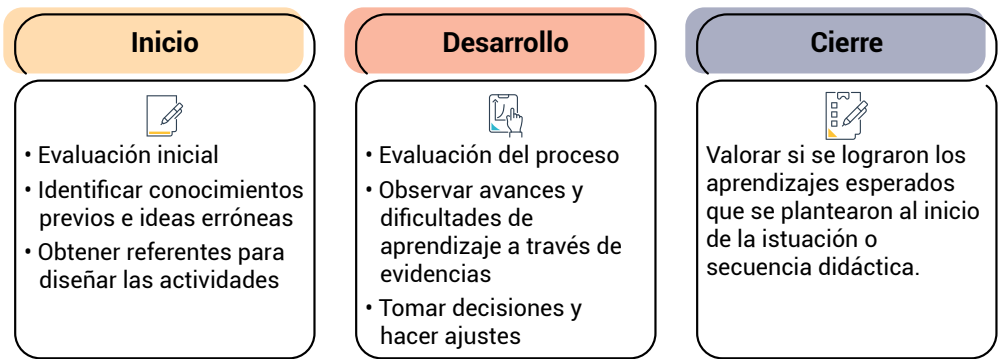 Inicio
• Evaluación inicial
• Identificar conocimientos
previos e ideas erróneas
• Obtener referentes para
diseñar las actividades
Desarrollo
• Evaluación del proceso
• Observar avances y
dificultades de
aprendizaje a través de
evidencias
• Tomar decisiones y
hacer ajustes
Cierre
Valorar si se lograron los
aprendizajes esperados
que se plantearon al inicio
de la istuación o
secuencia didáctica.